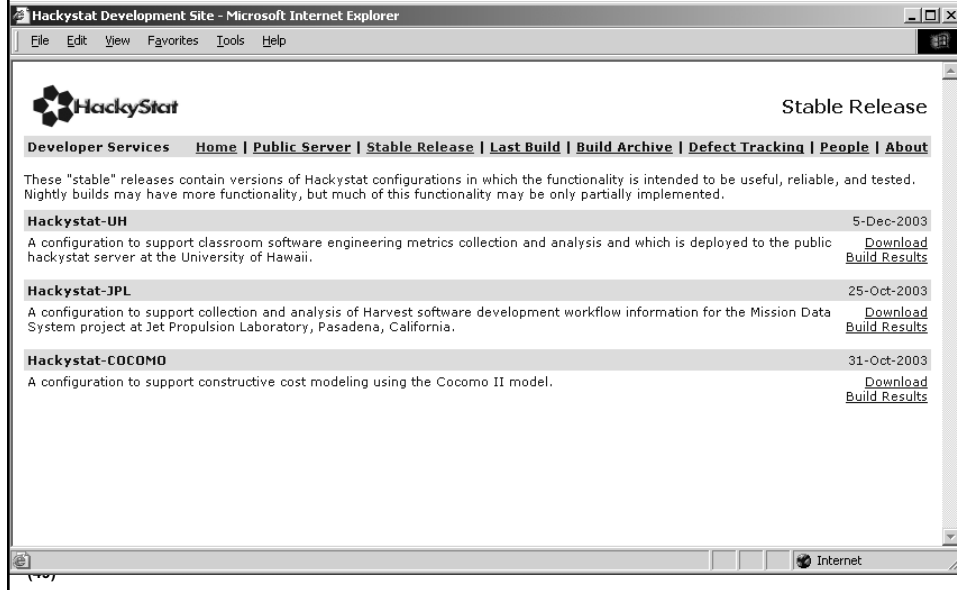 Hackystat Development Site - Microsoft Internet Explorer
File Edit View Favorites Tools Help
HackyStat
Stable Release
Developer Services Home | Public Server | Stable Release | Last Build | Build Archive | Defect Tracking | People | About
These "stable" releases contain versions of Hackystat configurations in which the functionality is intended to be useful, reliable, and tested.
Nightly builds may have more functionality, but much of this functionality may be only partially implemented.
Hackystat-UH 5-Dec-2003
A configuration to support classroom software engineering metrics collection and analysis and which is deployed to the public Download
hackystat server at the University of Hawaii. Build Results
Hackystat-JPL 25-Oct-2003
A configuration to support collection and analysis of Harvest software development workflow information for the Mission Data Download
System project at Jet Propulsion Laboratory, Pasadena, California. Build Results
Hackystat-COCOMO 31-Oct-2003
A configuration to support constructive cost modeling using the Cocomo II model. Download
Build Results
Internet